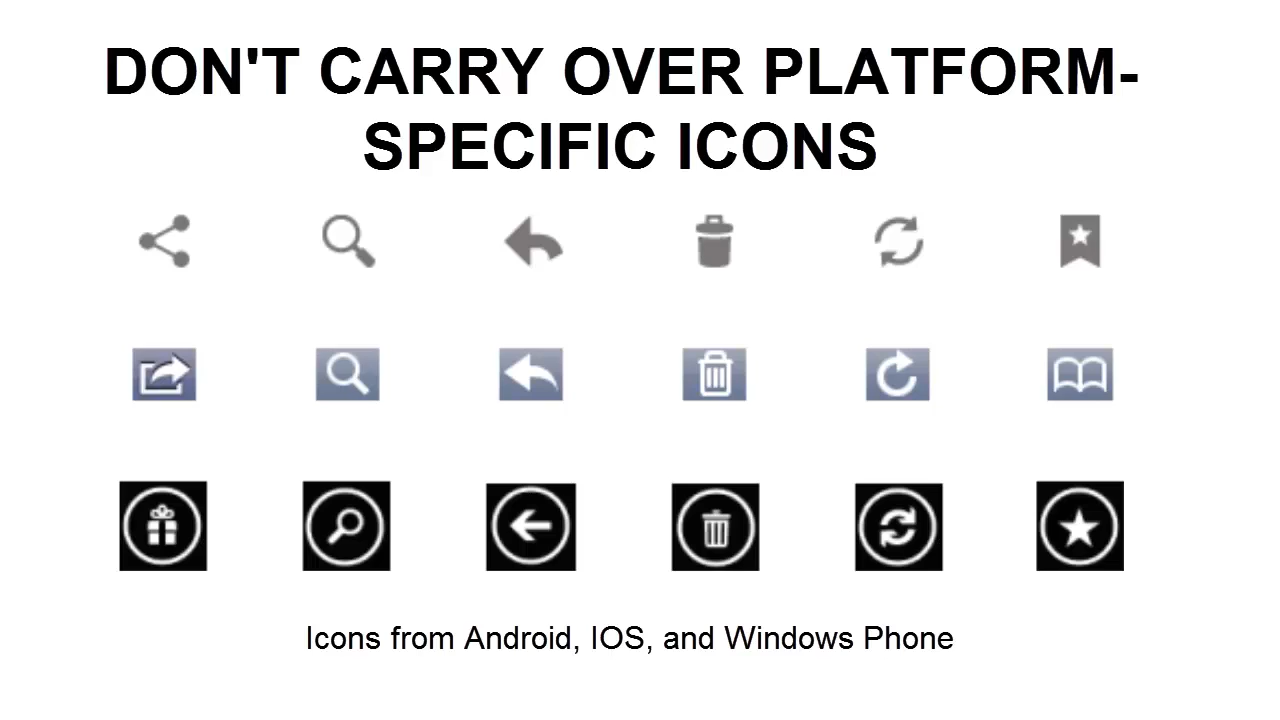 DON'T CARRY OVER PLATFORM-
SPECIFIC ICONS
Icons from Android, IOS, and Windows Phone